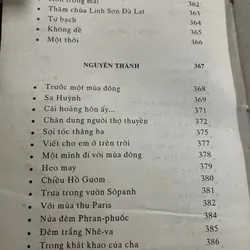 362
Thăm chùa Linh Sơn Đà Lạt 363
Tư bạch 364
Không đề 365
Một thời 366
NGUYÊN THÁNH 367
Trước một mùa đông 368
Sa Huỳnh 369
Cái hoàng hôn ấy... 371
Chân dung người thợ thuyền 372
Sợi tóc tháng ba 375
Viết cho em ở trên trời 377
Một mình đi với mùa đông 378
Heo may 379
Chiều Hồ Gươm 380
Trưa trong vườn Sôpanh 381
Với mùa thu Paris 382
Nửa đêm Phran-phuốc 384
Đêm trắng Nhê-va 385
Trong khát khao của cha 386